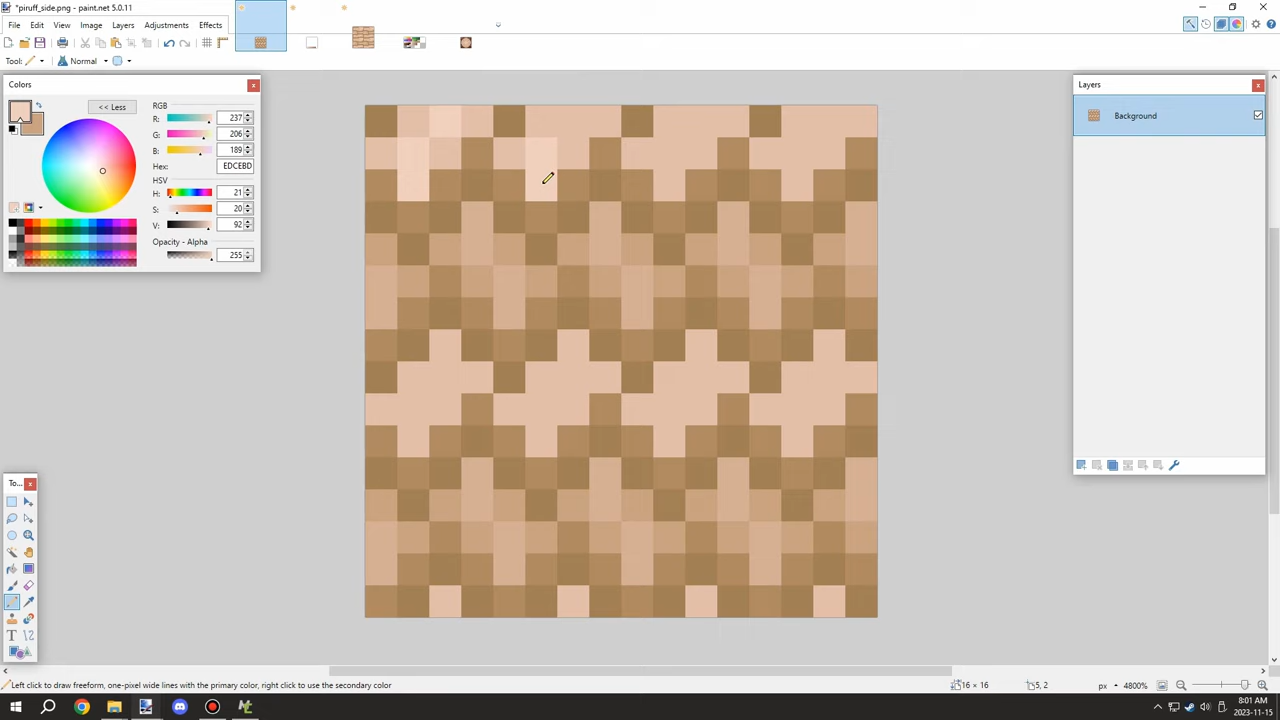 *piruff_side.png - paint.net 5.0.11
File Edit View Image Layers Adjustments Effects
Tool: Normal
Colors
<< Less
RGB
R: 237
G: 206
B: 189
Hex: EDCEBD
HSV
H: 21
S: 20
V: 92
Opacity - Alpha
255
Layers
Background
To...
Left click to draw freeform, one-pixel wide lines with the primary color, right click to use the secondary color
16 × 16
5, 2
px
4800%
8:01 AM
2023-11-15